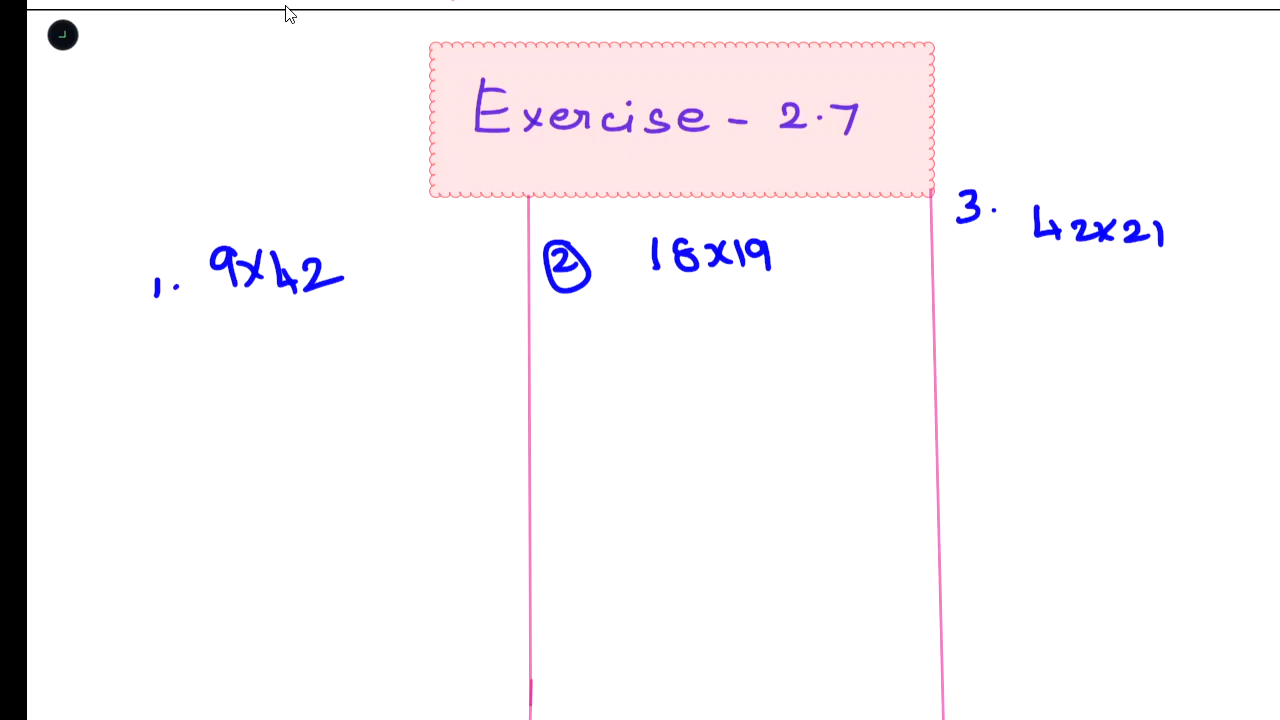 Exercise - 2.7
1. 9x42
② 18x19
3. 42x21